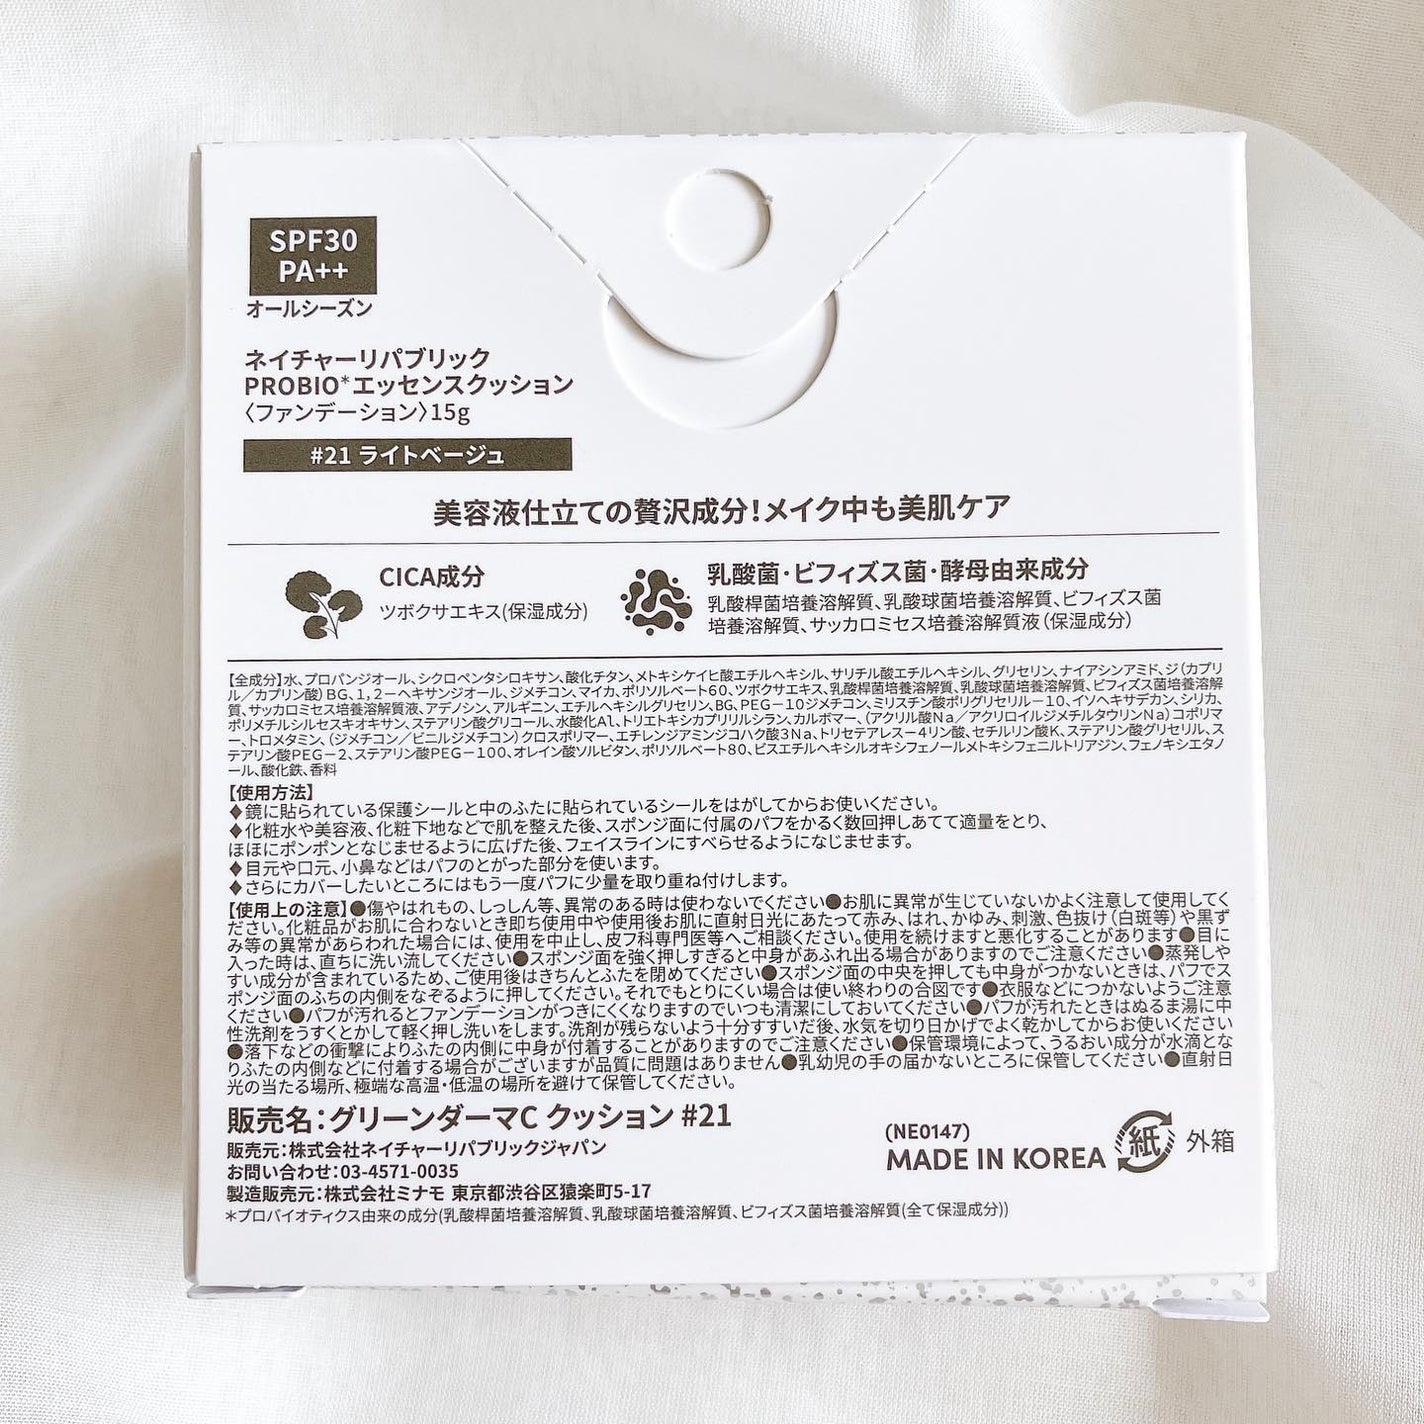 SPF30
PA++
オールシーズン
ネイチャーリパブリック
PROBIO*エッセンスクッション
〈ファンデーション〉15g
#21 ライトベージュ
美容液仕立ての贅沢成分!メイク中も美肌ケア
CICA成分
ツボクサエキス(保湿成分)
乳酸菌・ビフィズス菌・酵母由来成分
乳酸桿菌培養溶解質、乳酸球菌培養溶解質、ビフィズス菌
培養溶解質、サッカロミセス培養溶解質液(保湿成分)
【全成分】水、プロパンジオール、シクロペンタシロキサン、酸化チタン、メトキシケイヒ酸エチルヘキシル、サリチル酸エチルヘキシル、グリセリン、ナイアシンアミド、ジ(カプリ
ル/カプリン酸)BG、1,2-ヘキサンジオール、ジメチコン、マイカ、ポリソルベート60、ツボクサエキス、乳酸桿菌培養溶解質、乳酸球菌培養溶解質、ビフィズス菌培養溶解
質、サッカロミセス培養溶解質液、アデノシン、アルギニン、エチルヘキシルグリセリン、BG、PEG-10ジメチコン、ミリスチン酸ポリグリセリル-10、イソヘキサデカン、シリカ、
ポリメチルシルセスキオキサン、ステアリン酸グリコール、水酸化Al、トリエトキシカプリリルシラン、カルボマー、(アクリル酸Na/アクリロイルジメチルタウリンNa)コポリマ
ー、トロメタミン、(ジメチコン/ビニルジメチコン)クロスポリマー、エチレンジアミンジコハク酸3Na、トリセテアレス-4リン酸、セチルリン酸K、ステアリン酸グリセリル、ス
テアリン酸PEG-2、ステアリン酸PEG-100、オレイン酸ソルビタン、ポリソルベート80、ビスエチルヘキシルオキシフェノールメトキシフェニルトリアジン、フェノキシエタノ
ール、酸化鉄、香料
【使用方法】
♦鏡に貼られている保護シールと中のふたに貼られているシールをはがしてからお使いください。
♦化粧水や美容液、化粧下地などで肌を整えた後、スポンジ面に付属のパフをかるく数回押しあてて適量をとり、
ほほにポンポンとなじませるように広げた後、フェイスラインにすべらせるようになじませます。
♦目元や口元、小鼻などはパフのとがった部分を使います。
♦さらにカバーしたいところにはもう一度パフに少量を取り重ね付けします。
【使用上の注意】●傷やはれもの、しっしん等、異常のある時は使わないでください●お肌に異常が生じていないかよく注意して使用してく
ださい。化粧品がお肌に合わないとき即ち使用中や使用後お肌に直射日光にあたって赤み、はれ、かゆみ、刺激、色抜け(白斑等)や黒ず
み等の異常があらわれた場合には、使用を中止し、皮フ科専門医等へご相談ください。使用を続けますと悪化することがあります●目に
入った時は、直ちに洗い流してください●スポンジ面を強く押しすぎると中身があふれ出る場合がありますのでご注意ください●蒸発しや
すい成分が含まれているため、ご使用後はきちんとふたを閉めてください●スポンジ面の中央を押しても中身がつかないときは、パフでス
ポンジ面のふちの内側をなぞるように押してください。それでもとりにくい場合は使い終わりの合図です●衣服などにつかないようご注意
ください●パフが汚れるとファンデーションがつきにくくなりますのでいつも清潔にしておいてください●パフが汚れたときはぬるま湯に中
性洗剤をうすくとかして軽く押し洗いをします。洗剤が残らないよう十分すすいだ後、水気を切り日かげでよく乾かしてからお使いください
●落下などの衝撃によりふたの内側に中身が付着することがありますのでご注意ください●保管環境によって、うるおい成分が水滴とな
りふたの内側などに付着する場合がございますが品質に問題はありません●乳幼児の手の届かないところに保管してください●直射日
光の当たる場所、極端な高温・低温の場所を避けて保管してください。
販売名:グリーンダーマC クッション #21
販売元:株式会社ネイチャーリパブリックジャパン
お問い合わせ:03-4571-0035
製造販売元:株式会社ミナモ 東京都渋谷区猿楽町5-17
*プロバイオティクス由来の成分(乳酸桿菌培養溶解質、乳酸球菌培養溶解質、ビフィズス菌培養溶解質(全て保湿成分))
(NE0147)
MADE IN KOREA 紙 外箱